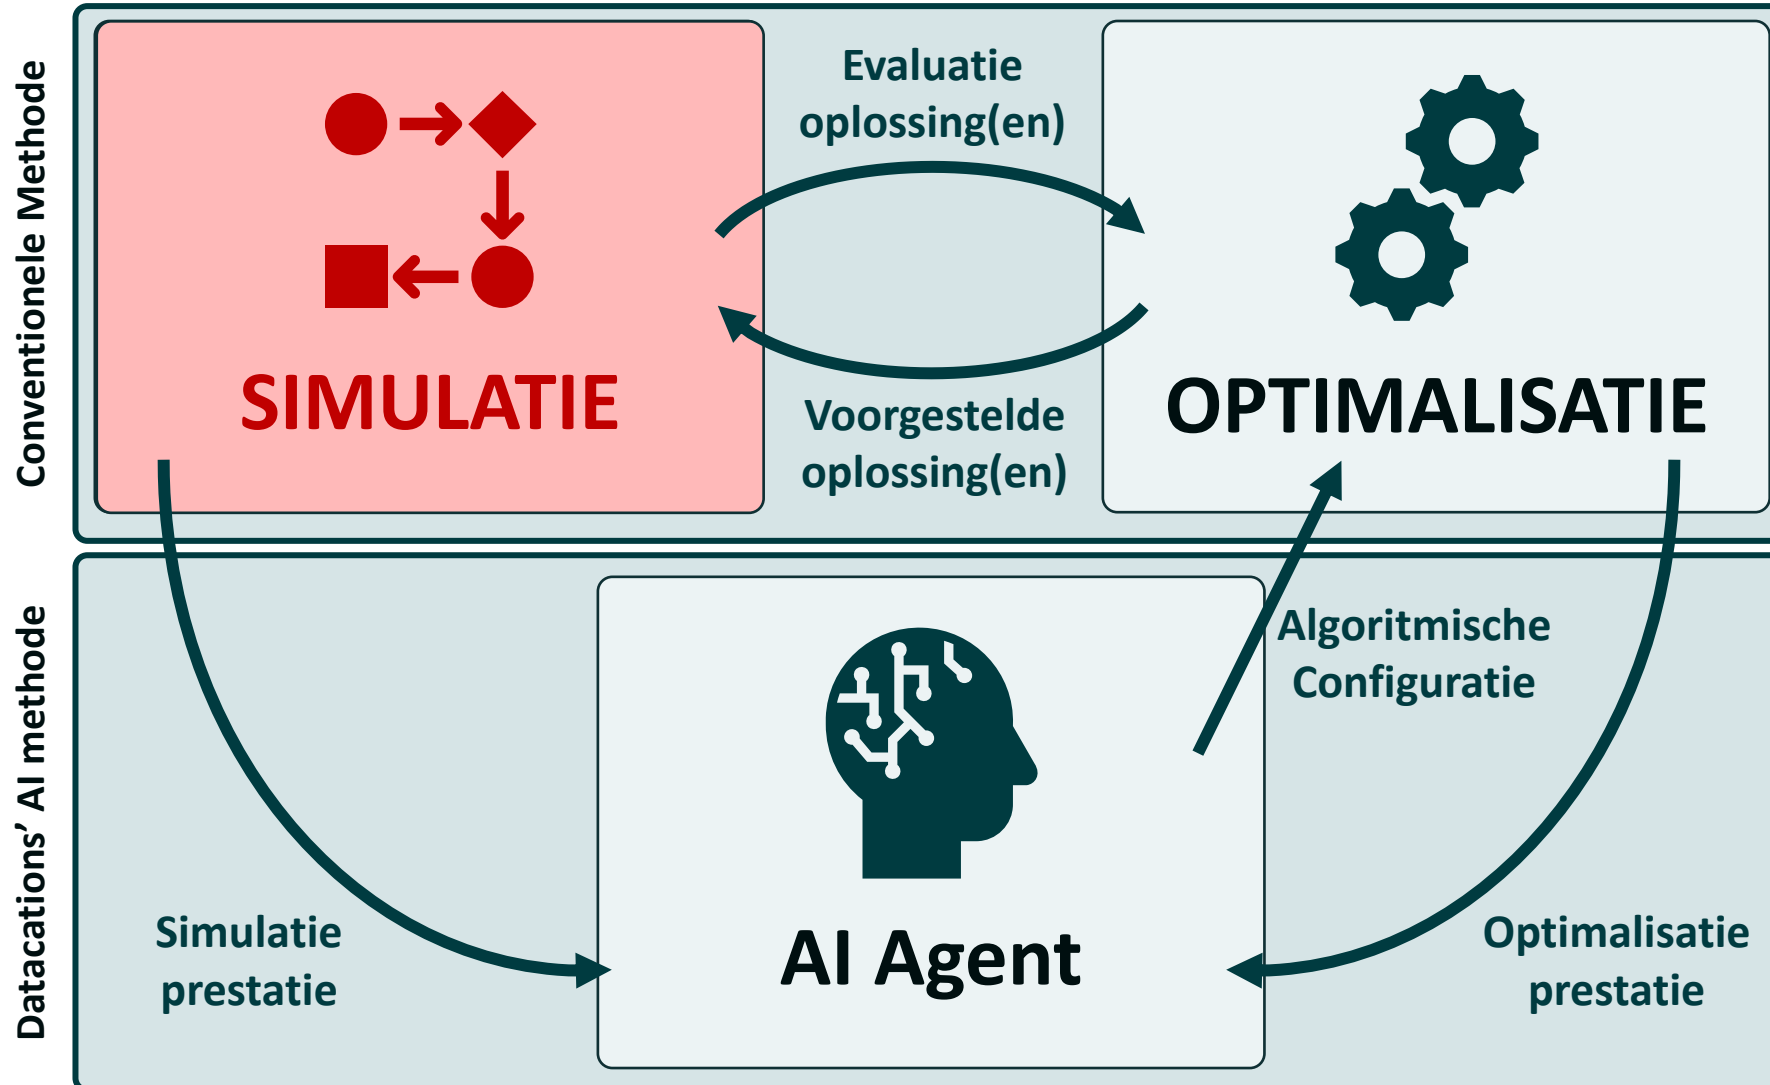 Conventionele Methode
SIMULATIE
Evaluatie
oplossing(en)
Voorgestelde
oplossing(en)
OPTIMALISATIE
Datacations’ AI methode
Simulatie
prestatie
AI Agent
Algoritmische
Configuratie
Optimalisatie
prestatie